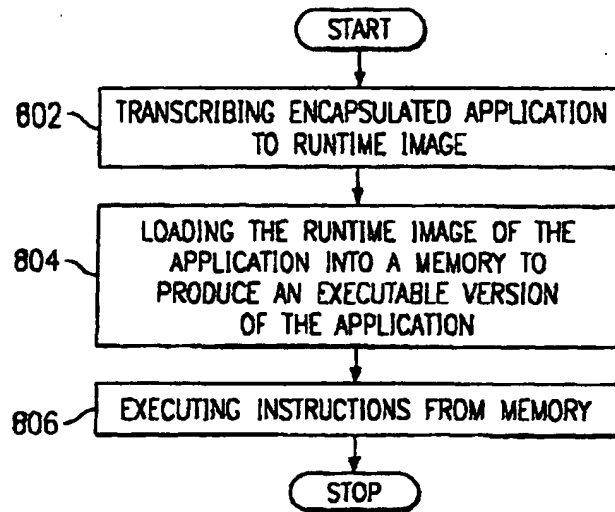 START
802
TRANSCRIBING ENCAPSULATED APPLICATION
TO RUNTIME IMAGE
804
LOADING THE RUNTIME IMAGE OF THE
APPLICATION INTO A MEMORY TO
PRODUCE AN EXECUTABLE VERSION
OF THE APPLICATION
806
EXECUTING INSTRUCTIONS FROM MEMORY
STOP